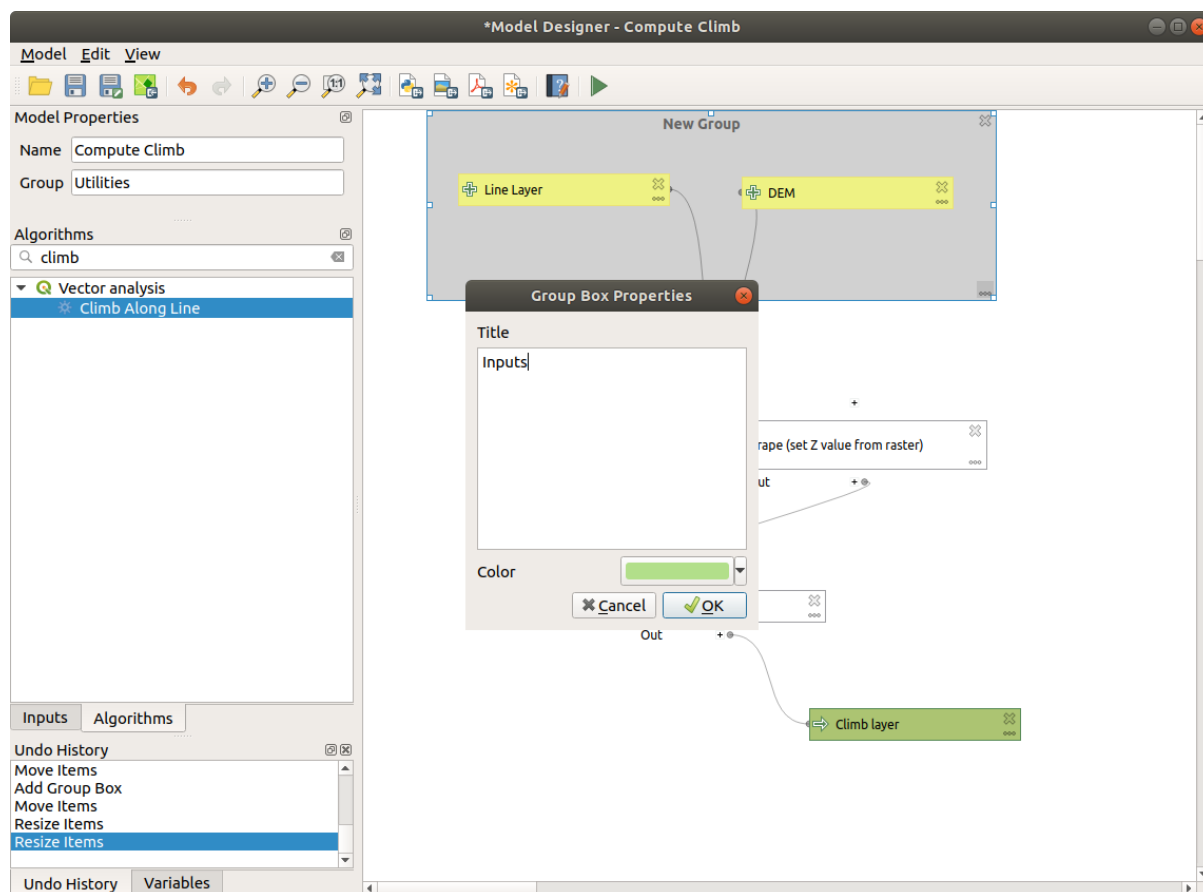 *Model Designer - Compute Climb
Model Edit View
Model Properties
Name Compute Climb
Group Utilities
Algorithms
climb
Vector analysis
Climb Along Line
Inputs Algorithms
Undo History
Move Items
Add Group Box
Move Items
Resize Items
Resize Items
Undo History Variables
New Group
Line Layer
DEM
Group Box Properties
Title
Inputs
Color
Cancel OK
rape (set Z value from raster)
ut
Out
Climb layer